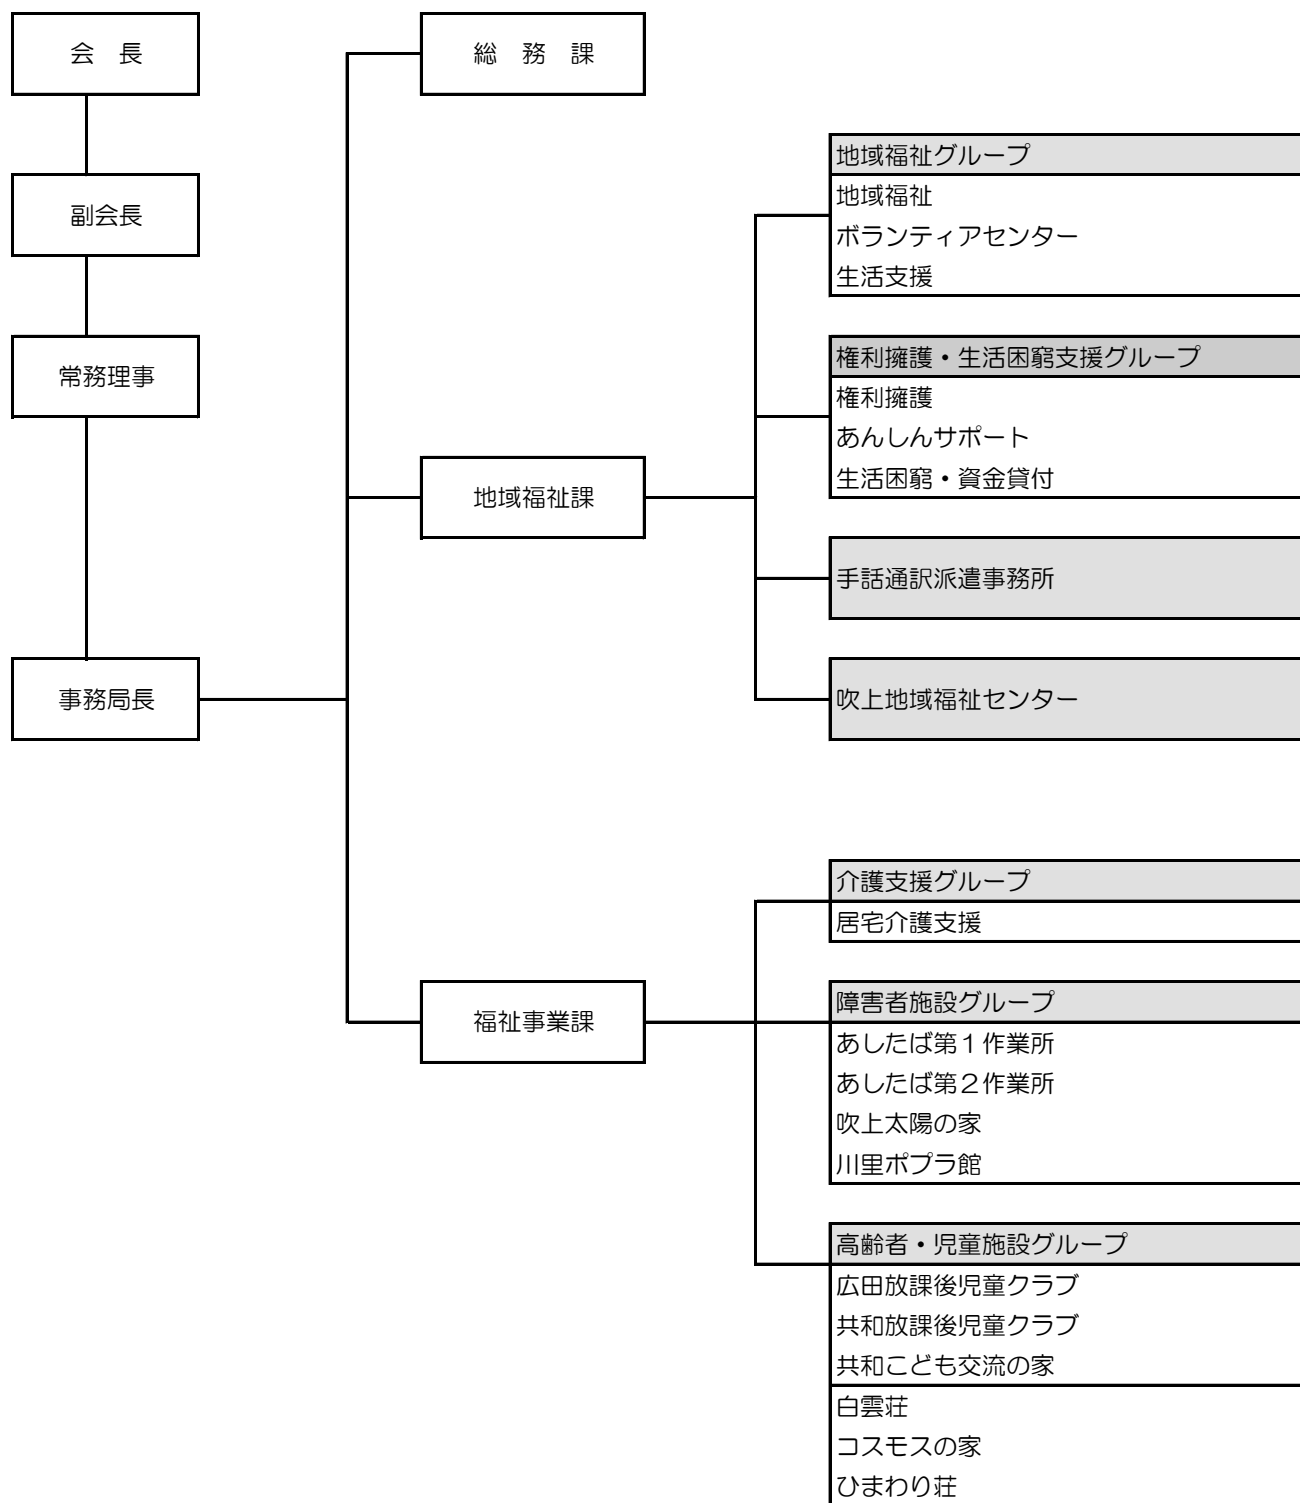 会　長
副会長
常務理事
事務局長
総　務　課
地域福祉課
地域福祉グループ
地域福祉
ボランティアセンター
生活支援
権利擁護・生活困窮支援グループ
権利擁護
あんしんサポート
生活困窮・資金貸付
手話通訳派遣事務所
吹上地域福祉センター
福祉事業課
介護支援グループ
居宅介護支援
障害者施設グループ
あしたば第１作業所
あしたば第２作業所
吹上太陽の家
川里ポプラ館
高齢者・児童施設グループ
広田放課後児童クラブ
共和放課後児童クラブ
共和こども交流の家
白雲荘
コスモスの家
ひまわり荘